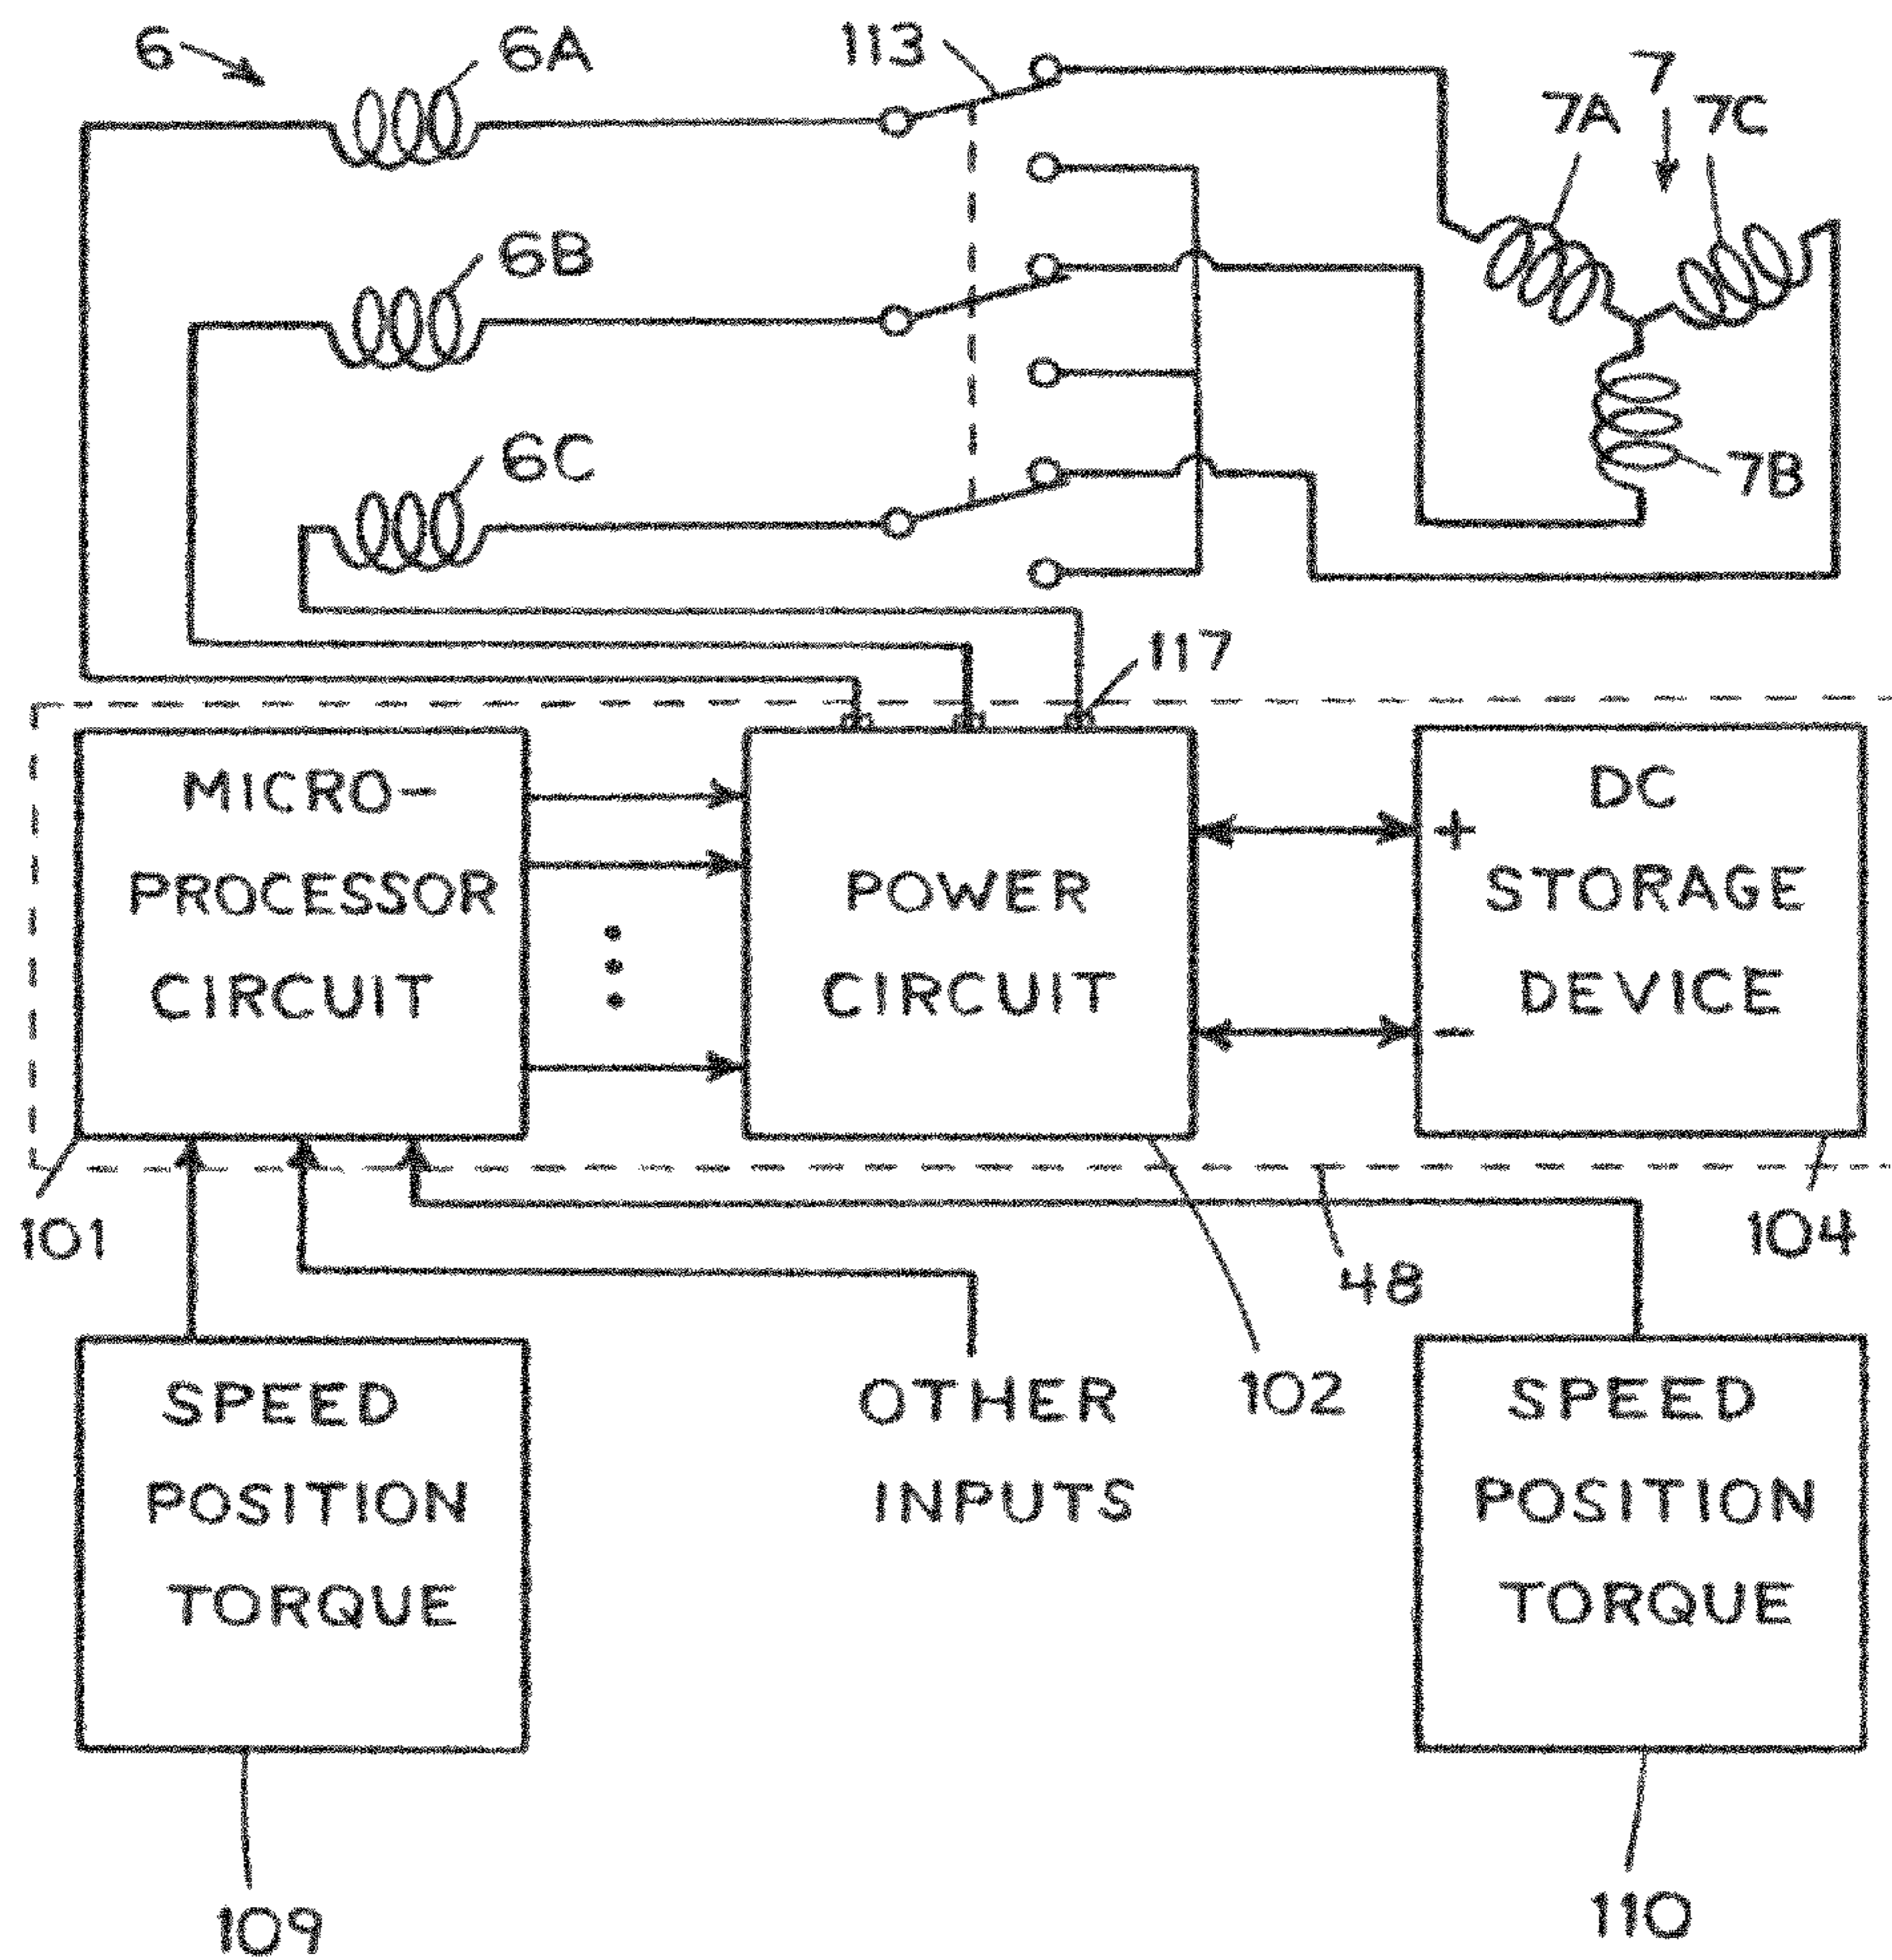 6
6A
113
7
7A
7C
6B
6C
7B
117
MICRO-
PROCESSOR
CIRCUIT
POWER
CIRCUIT
DC
+
STORAGE
DEVICE
-
101
104
48
102
SPEED
POSITION
TORQUE
OTHER
INPUTS
SPEED
POSITION
TORQUE
109
110